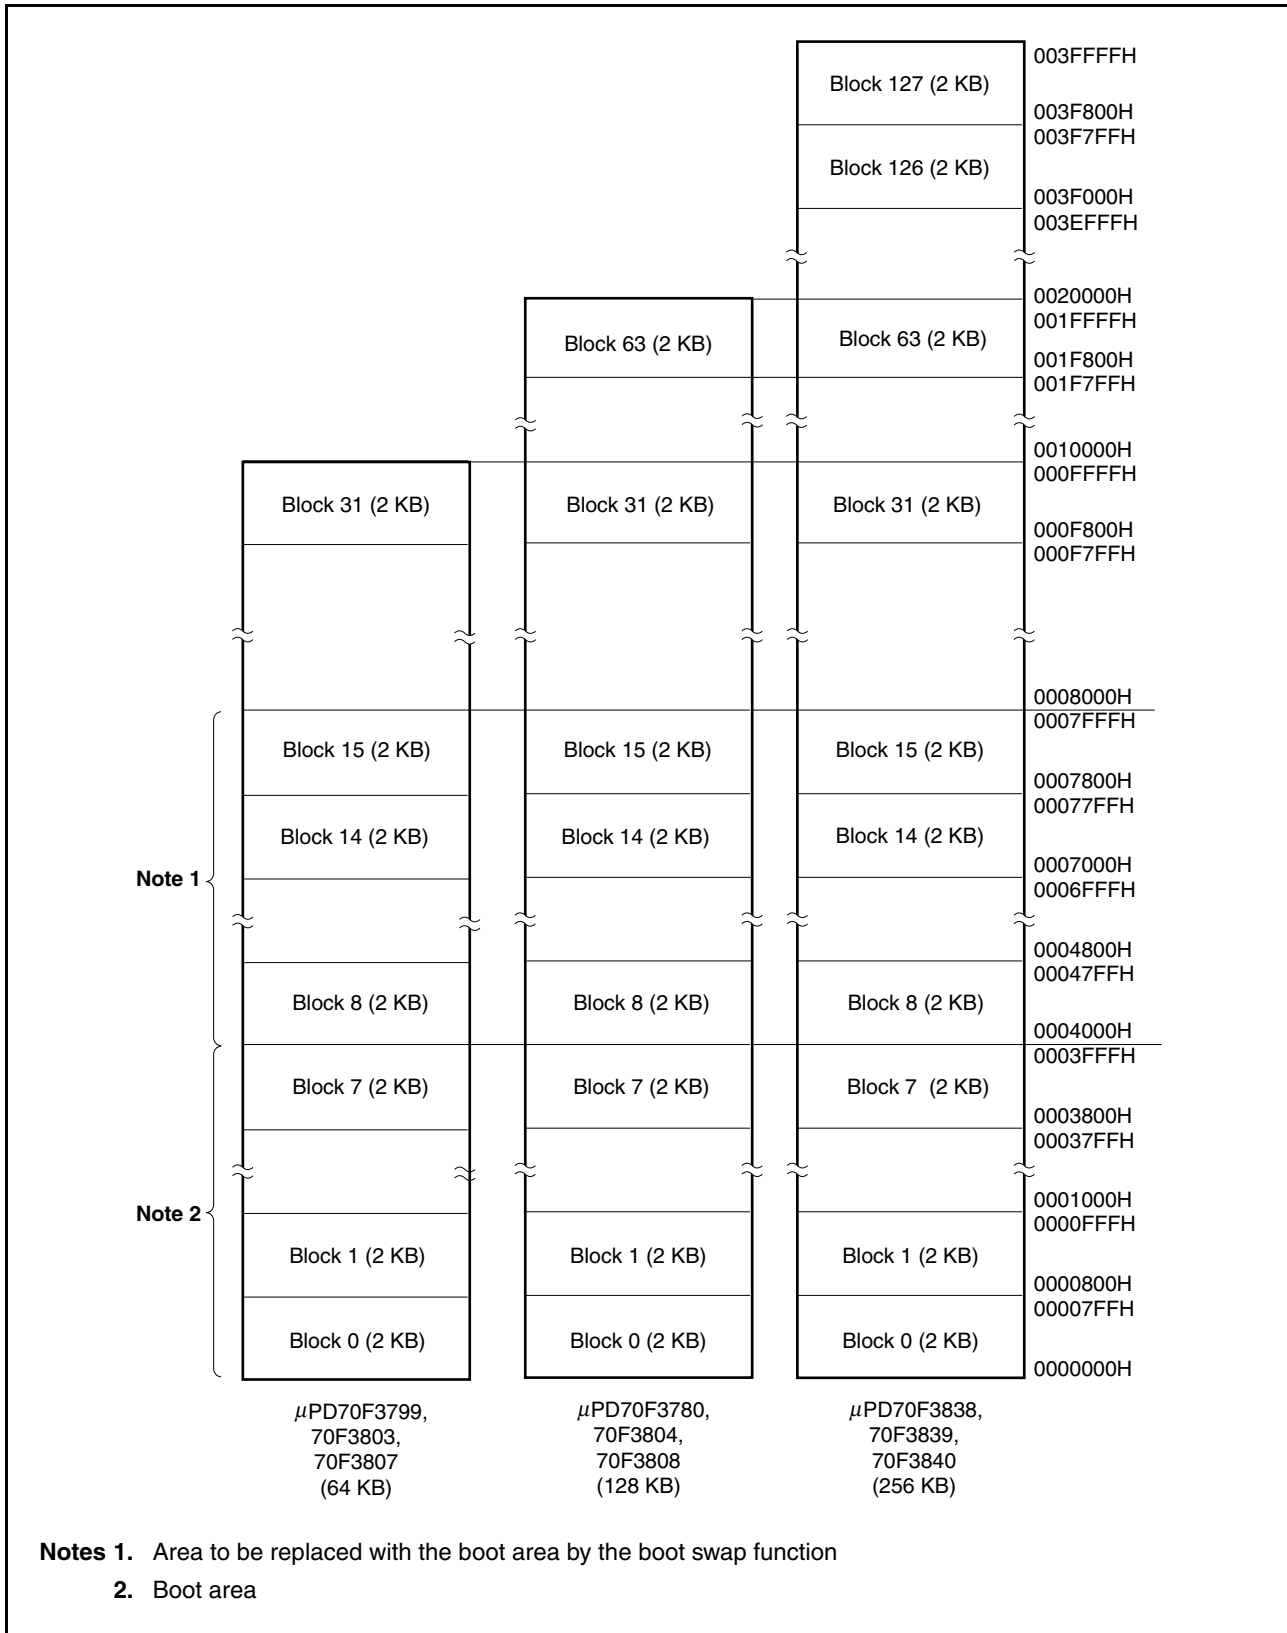 003FFFFH
Block 127 (2 KB)
003F800H
003F7FFH
Block 126 (2 KB)
003F000H
003EFFFH
0020000H
001FFFFH
Block 63 (2 KB) Block 63 (2 KB)
001F800H
001F7FFH
0010000H
000FFFFH
Block 31 (2 KB) Block 31 (2 KB) Block 31 (2 KB)
000F800H
000F7FFH
0008000H
0007FFFH
Block 15 (2 KB) Block 15 (2 KB) Block 15 (2 KB)
0007800H
00077FFH
Block 14 (2 KB) Block 14 (2 KB) Block 14 (2 KB)
0007000H
Note 1
0006FFFH
0004800H
00047FFH
Block 8 (2 KB) Block 8 (2 KB) Block 8 (2 KB)
0004000H
0003FFFH
Block 7 (2 KB) Block 7 (2 KB) Block 7 (2 KB)
0003800H
00037FFH
0001000H
Note 2
0000FFFH
Block 1 (2 KB) Block 1 (2 KB) Block 1 (2 KB)
0000800H
00007FFH
Block 0 (2 KB) Block 0 (2 KB) Block 0 (2 KB)
0000000H
μPD70F3799,
70F3803,
70F3807
(64 KB)
μPD70F3780,
70F3804,
70F3808
(128 KB)
μPD70F3838,
70F3839,
70F3840
(256 KB)
Notes 1. Area to be replaced with the boot area by the boot swap function
2. Boot area